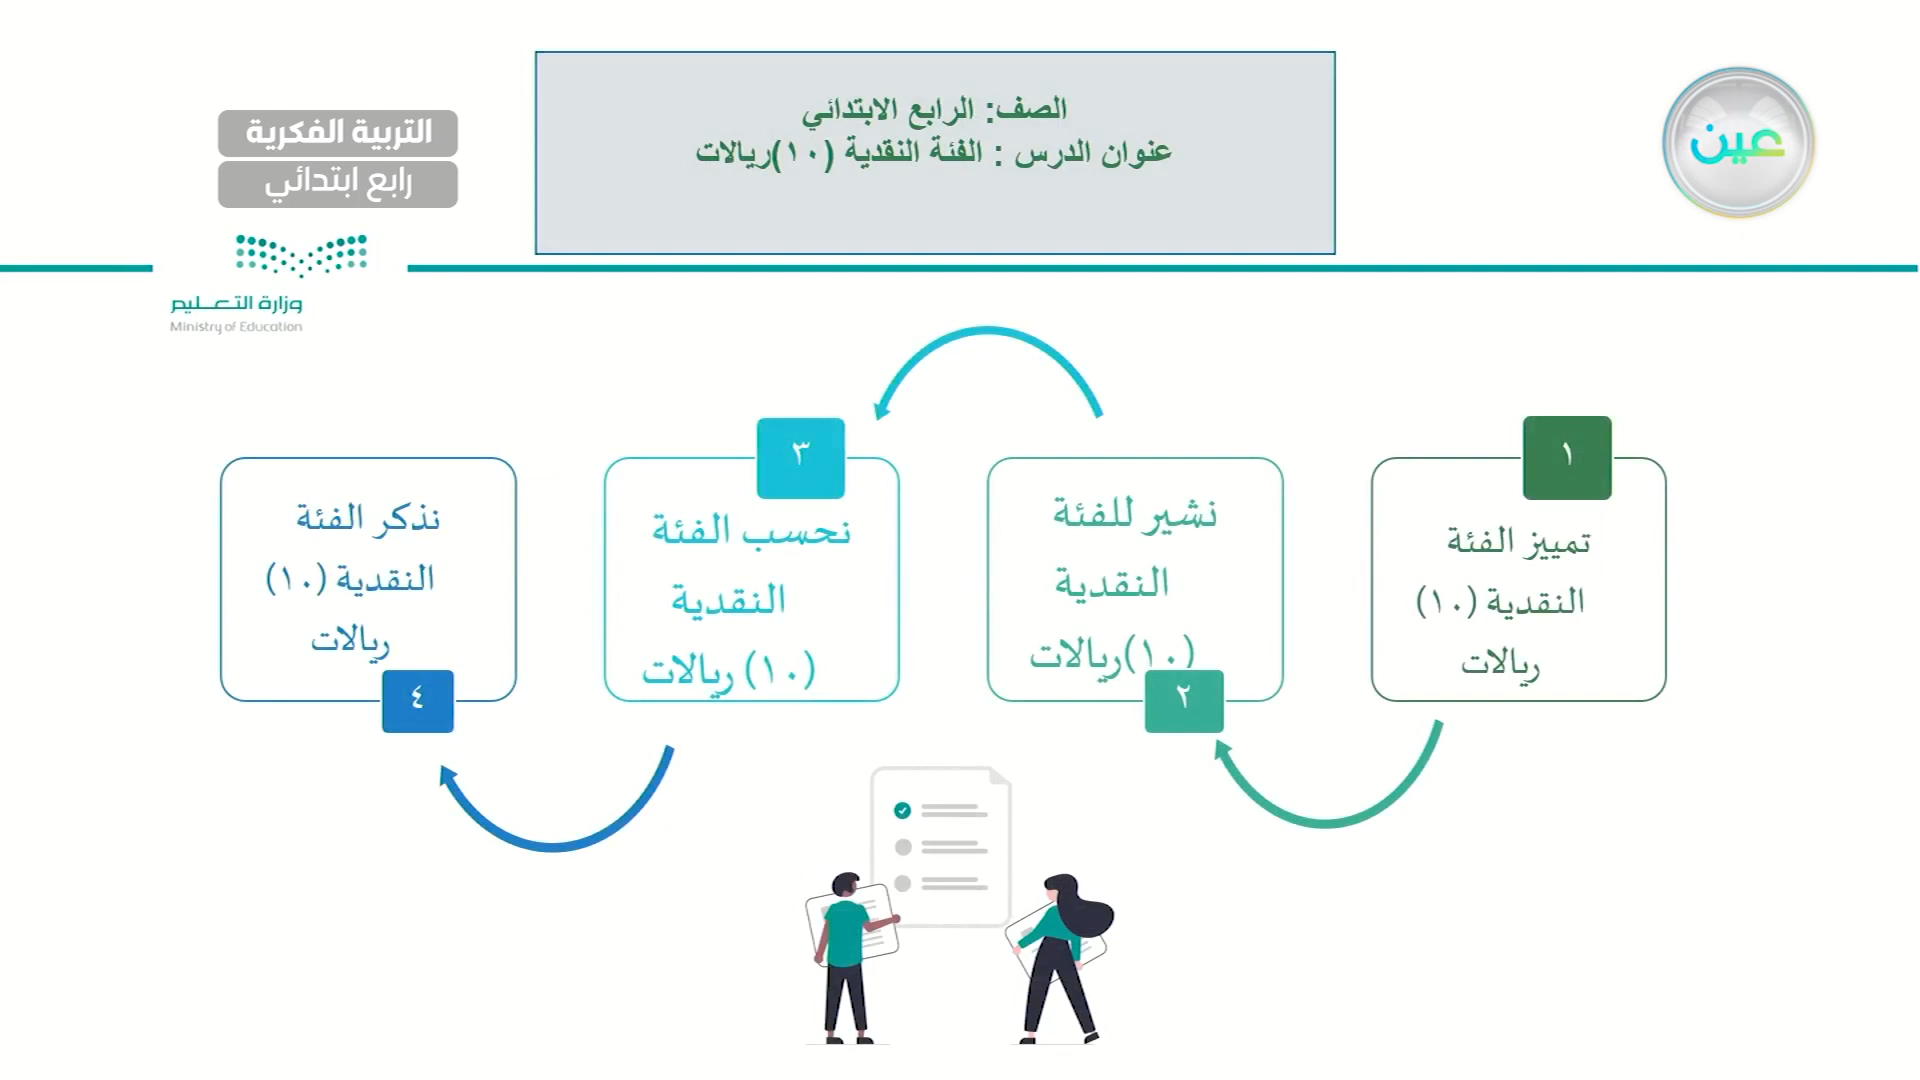 الصف: الرابع الابتدائي
عنوان الدرس : الفئة النقدية (١٠)ريالات
عين
التربية الفكرية
رابع ابتدائي
وزارة التعـــليم
Ministry of Education
١
تمييز الفئة
النقدية (١٠)
ريالات
نشير للفئة
النقدية
(١٠)ريالات
٢
٣
نحسب الفئة
النقدية
(١٠) ريالات
نذكر الفئة
النقدية (١٠)
ريالات
٤